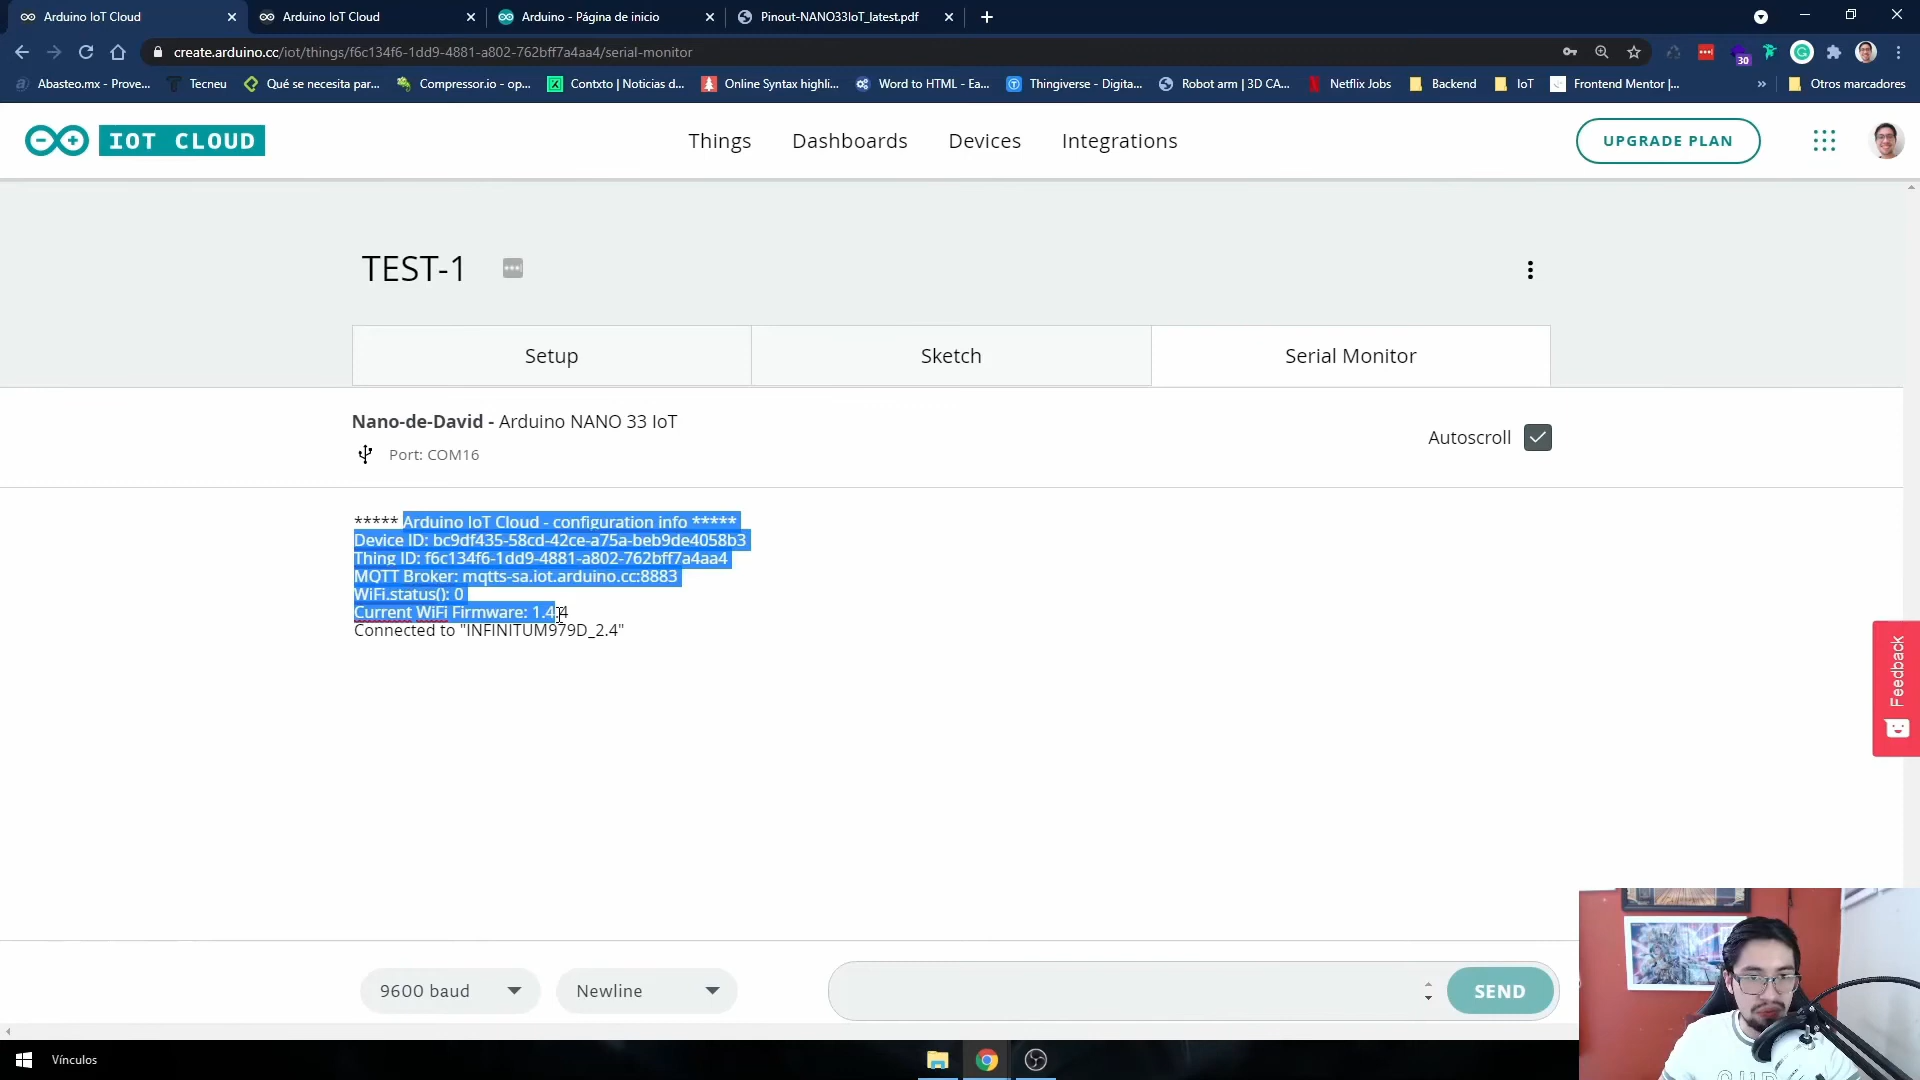 Arduino IoT Cloud
Arduino IoT Cloud
Arduino - Página de inicio
Pinout-NANO33IoT_latest.pdf
create.arduino.cc/iot/things/f6c134f6-1dd9-4881-a802-762bff7a4aa4/serial-monitor
30
Abasteo.mx - Prove...
Tecneu
Qué se necesita par...
Compressor.io - op...
Contxto | Noticias d...
Online Syntax highli...
Word to HTML - Ea...
Thingiverse - Digita...
Robot arm | 3D CA...
Netflix Jobs
Backend
IoT
Frontend Mentor |...
»
Otros marcadores
IOT CLOUD
Things
Dashboards
Devices
Integrations
UPGRADE PLAN
TEST-1
Setup
Sketch
Serial Monitor
Nano-de-David - Arduino NANO 33 IoT
Port: COM16
Autoscroll
***** Arduino IoT Cloud - configuration info *****
Device ID: bc9df435-58cd-42ce-a75a-beb9de4058b3
Thing ID: f6c134f6-1dd9-4881-a802-762bff7a4aa4
MQTT Broker: mqtts-sa.iot.arduino.cc:8883
WiFi.status(): 0
Current WiFi Firmware: 1.4.4
Connected to "INFINITUM979D_2.4"
Feedback
9600 baud
Newline
SEND
Vínculos